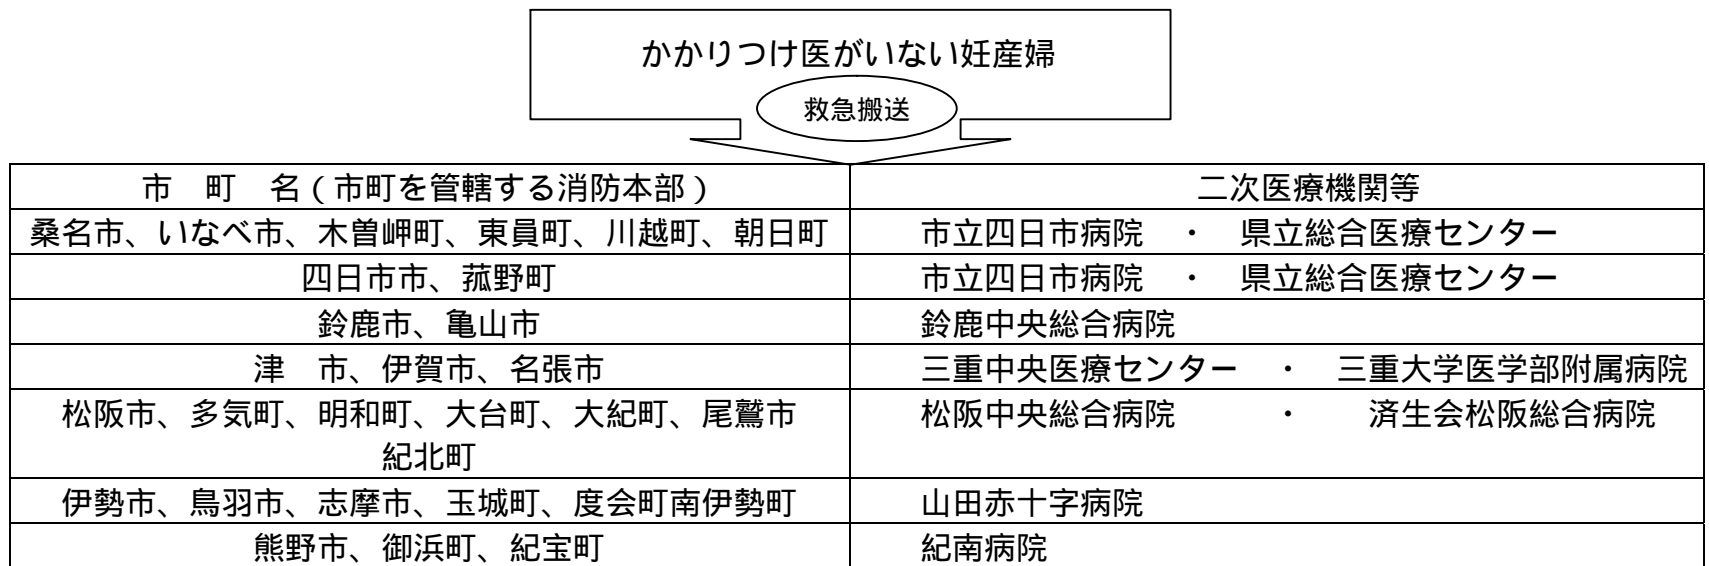 かかりつけ医がいない妊産婦
救急搬送
市　町　名（市町を管轄する消防本部）　二次医療機関等
桑名市、いなべ市、木曽岬町、東員町、川越町、朝日町　市立四日市病院　・　県立総合医療センター
四日市市、菰野町　市立四日市病院　・　県立総合医療センター
鈴鹿市、亀山市　鈴鹿中央総合病院
津　市、伊賀市、名張市　三重中央医療センター　・　三重大学医学部附属病院
松阪市、多気町、明和町、大台町、大紀町、尾鷲市　松阪中央総合病院　・　済生会松阪総合病院
紀北町
伊勢市、鳥羽市、志摩市、玉城町、度会町南伊勢町　山田赤十字病院
熊野市、御浜町、紀宝町　紀南病院